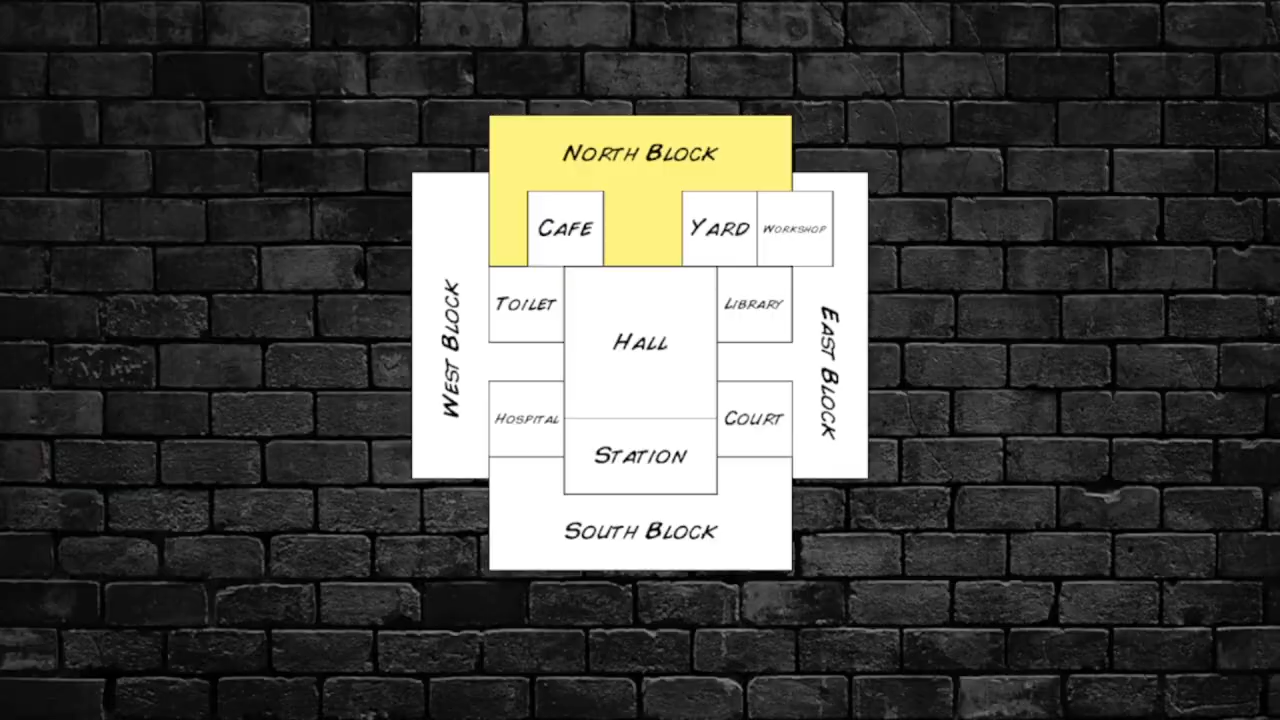 NORTH BLOCK
CAFE
YARD
WORKSHOP
TOILET
LIBRARY
HALL
WEST BLOCK
EAST BLOCK
HOSPITAL
COURT
STATION
SOUTH BLOCK